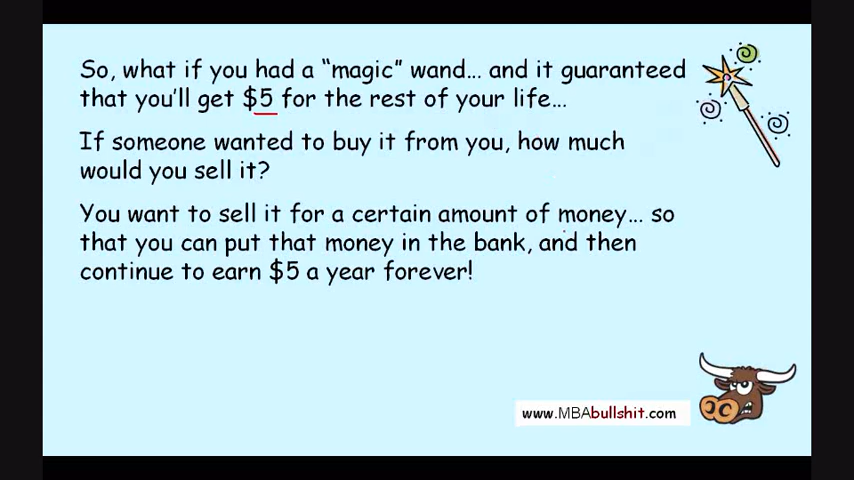 So, what if you had a “magic” wand... and it guaranteed
that you’ll get $5 for the rest of your life...
If someone wanted to buy it from you, how much
would you sell it?
You want to sell it for a certain amount of money... so
that you can put that money in the bank, and then
continue to earn $5 a year forever!
www.MBAbullshit.com